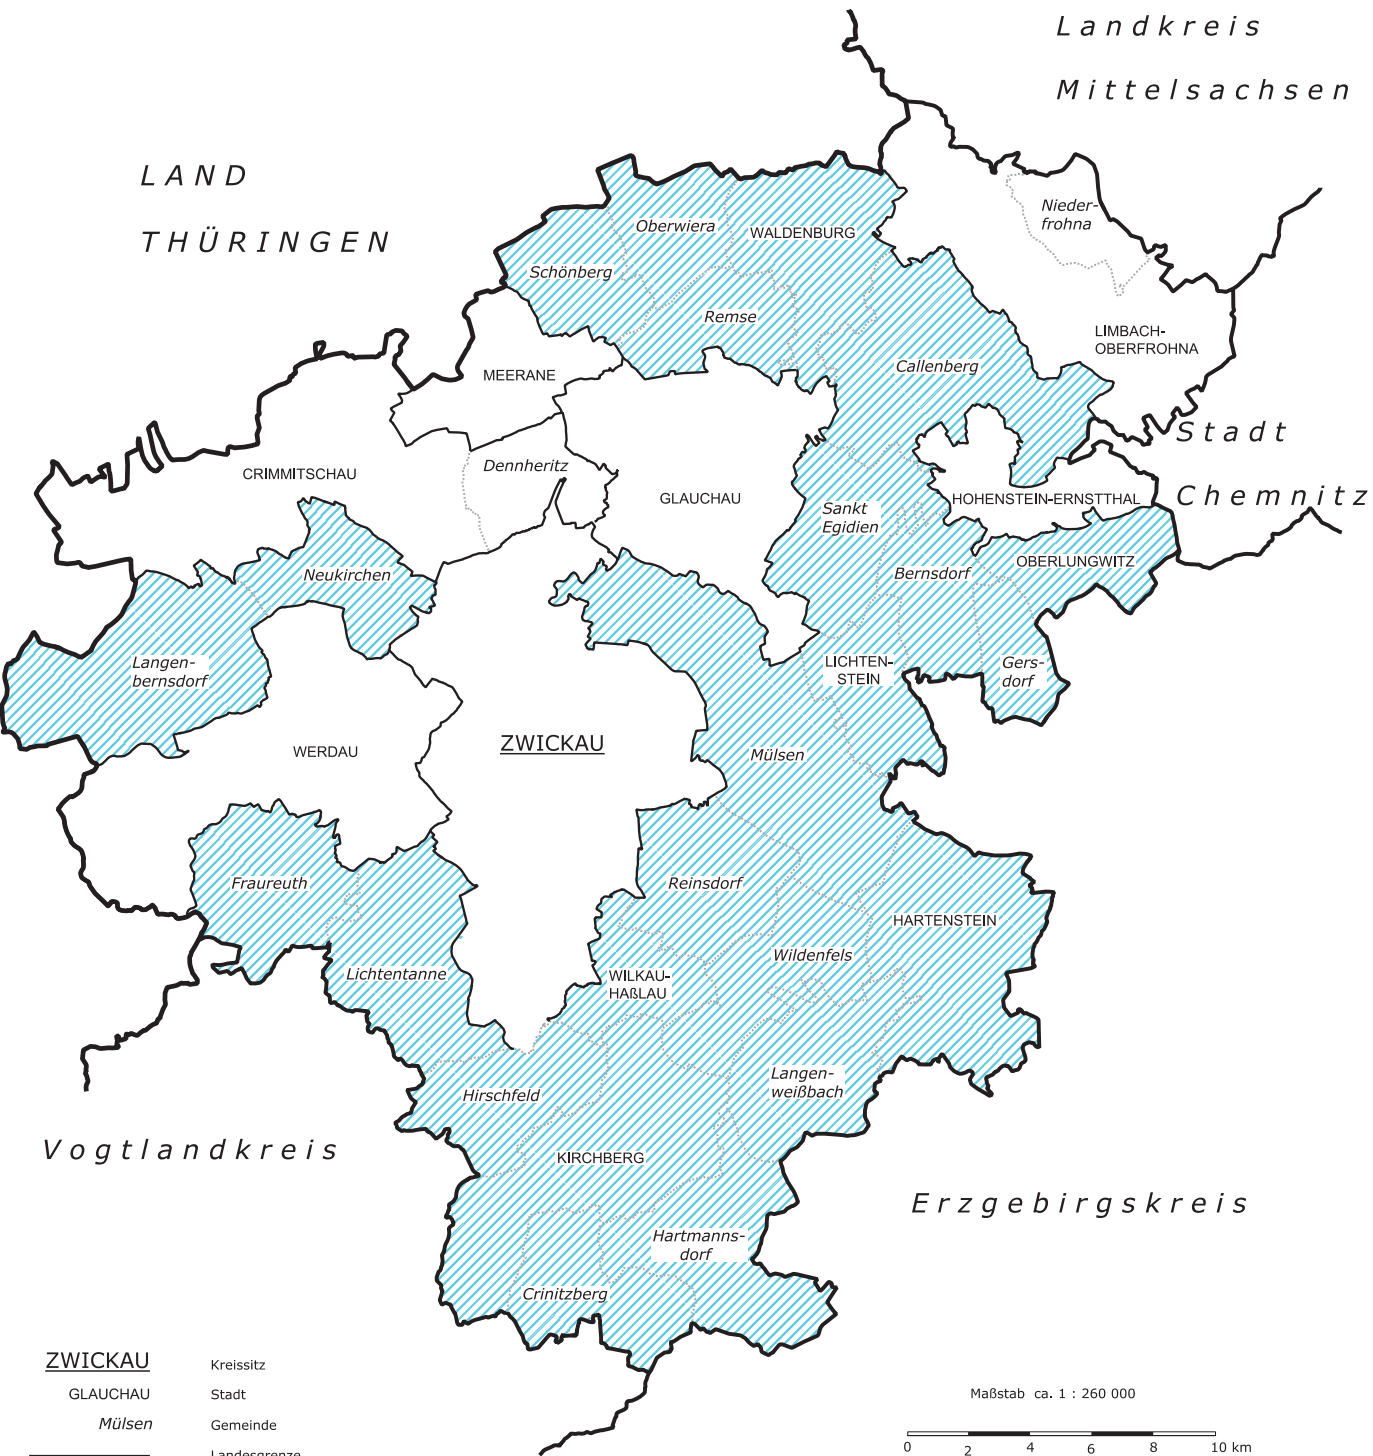 Landkreis
Mittelsachsen
LAND
THÜRINGEN
Nieder-
frohna
Oberwiera
WALDENBURG
Schönberg
Remse
LIMBACH-
OBERFROHNA
MEERANE
Callenberg
Stadt
Chemnitz
CRIMMITSCHAU
Dennheritz
GLAUCHAU
HOHENSTEIN-ERNSTTHAL
Sankt
Egidien
OBERLUNGWITZ
Neukirchen
Bernsdorf
Langen-
bernsdorf
LICHTEN-
STEIN
Gers-
dorf
WERDAU
ZWICKAU
Mülsen
Fraureuth
Reinsdorf
HARTENSTEIN
Lichtentanne
WILKAU-
HAßLAU
Wildenfels
Hirschfeld
Langen-
weißbach
Vogtlandkreis
KIRCHBERG
Erzgebirgskreis
Hartmanns-
dorf
Crinitzberg
ZWICKAU Kreissitz
GLAUCHAU Stadt
Mülsen Gemeinde
Landesgrenze
Maßstab ca. 1 : 260 000
0 2 4 6 8 10 km